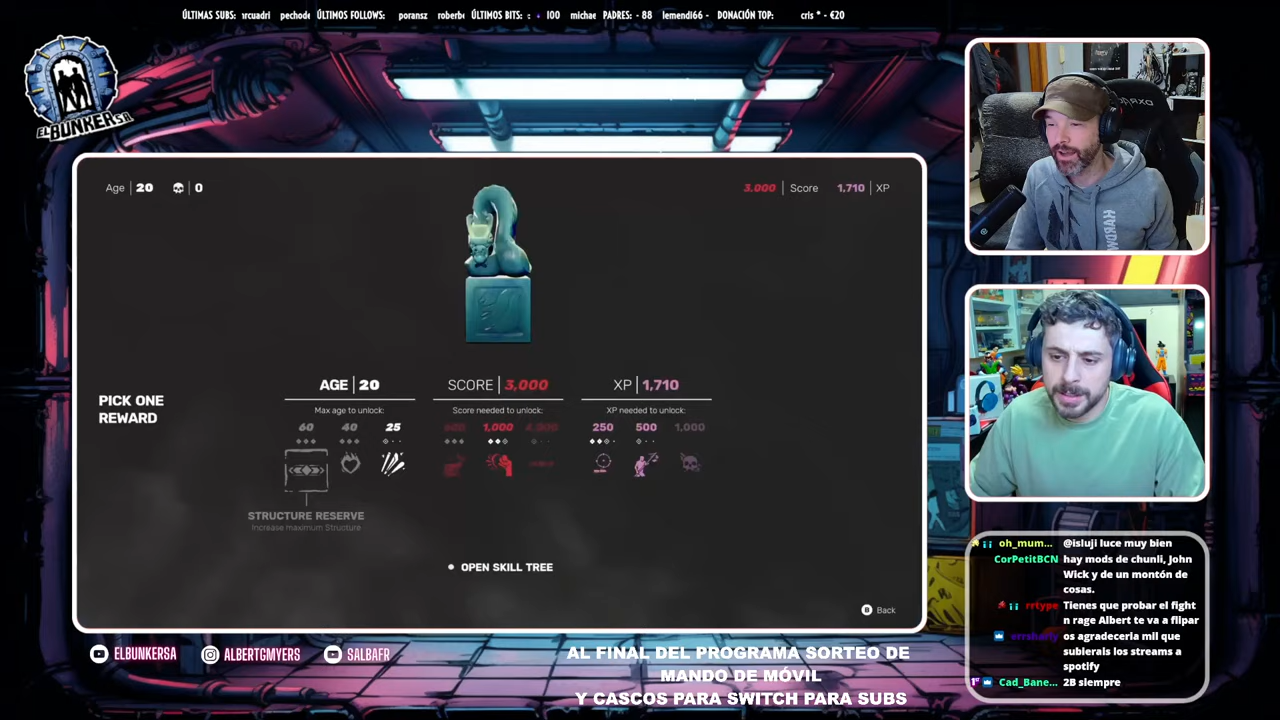 ÚLTIMAS SUBS: ırcuadri pechode ÚLTIMOS FOLLOWS: poransz roberbe ÚLTIMOS BITS: 100 michae PADRES: - 88 lemendi66 - DONACIÓN TOP: cris * - €20
ELBUNKERSA
Age | 20 0
3.000 | Score 1,710 | XP
PICK ONE
REWARD
AGE | 20
Max age to unlock:
60 40 25
STRUCTURE RESERVE
Increase maximum Structure
SCORE | 3,000
Score needed to unlock:
600 1,000
XP | 1,710
XP needed to unlock:
250 500 1,000
OPEN SKILL TREE
B Back
HARDW
oh_mum... @isluji luce muy bien
CorPetitBCN hay mods de chunli, John
Wick y de un montón de
cosas.
rrtype Tienes que probar el fight
n rage Albert te va a flipar
errsharly os agradeceria mil que
subierais los streams a
spotify
Cad_Bane... 2B siempre
ELBUNKERSA ALBERTGMYERS SALBAFR
AL FINAL DEL PROGRAMA SORTEO DE
MANDO DE MÓVIL
Y CASCOS PARA SWITCH PARA SUBS